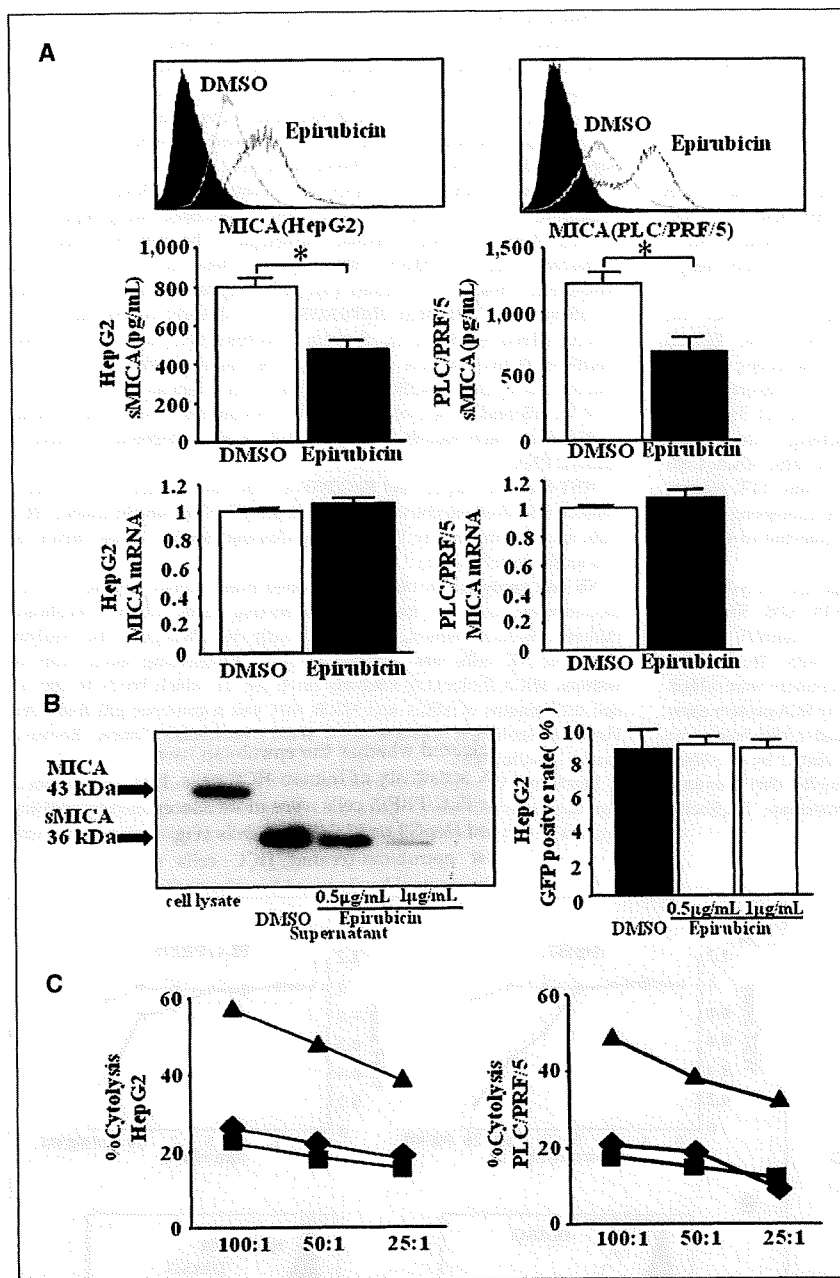 A
DMSO
Epirubicin
MICA(HepG2)
DMSO
Epirubicin
MICA(PLC/PRF/5)
HepG2
sMICA(pg/mL)
1,000
800
600
400
200
0
*
DMSO Epirubicin
PLC/PRF/5
sMICA(pg/mL)
1,500
1,000
500
0
*
DMSO Epirubicin
HepG2
MICA mRNA
1.2
1
0.8
0.6
0.4
0.2
0
DMSO Epirubicin
PLC/PRF/5
MICA mRNA
1.2
1
0.8
0.6
0.4
0.2
0
DMSO Epirubicin
B
MICA
43 kDa
sMICA
36 kDa
cell lysate
DMSO
0.5μg/mL 1μg/mL
Epirubicin
Supernatant
HepG2
GFP positve rate( %)
10
8
6
4
2
0
DMSO
0.5μg/mL 1μg/mL
Epirubicin
C
%Cytolysis
HepG2
60
40
20
0
100:1 50:1 25:1
%Cytolysis
PLC/PRF/5
60
40
20
0
100:1 50:1 25:1